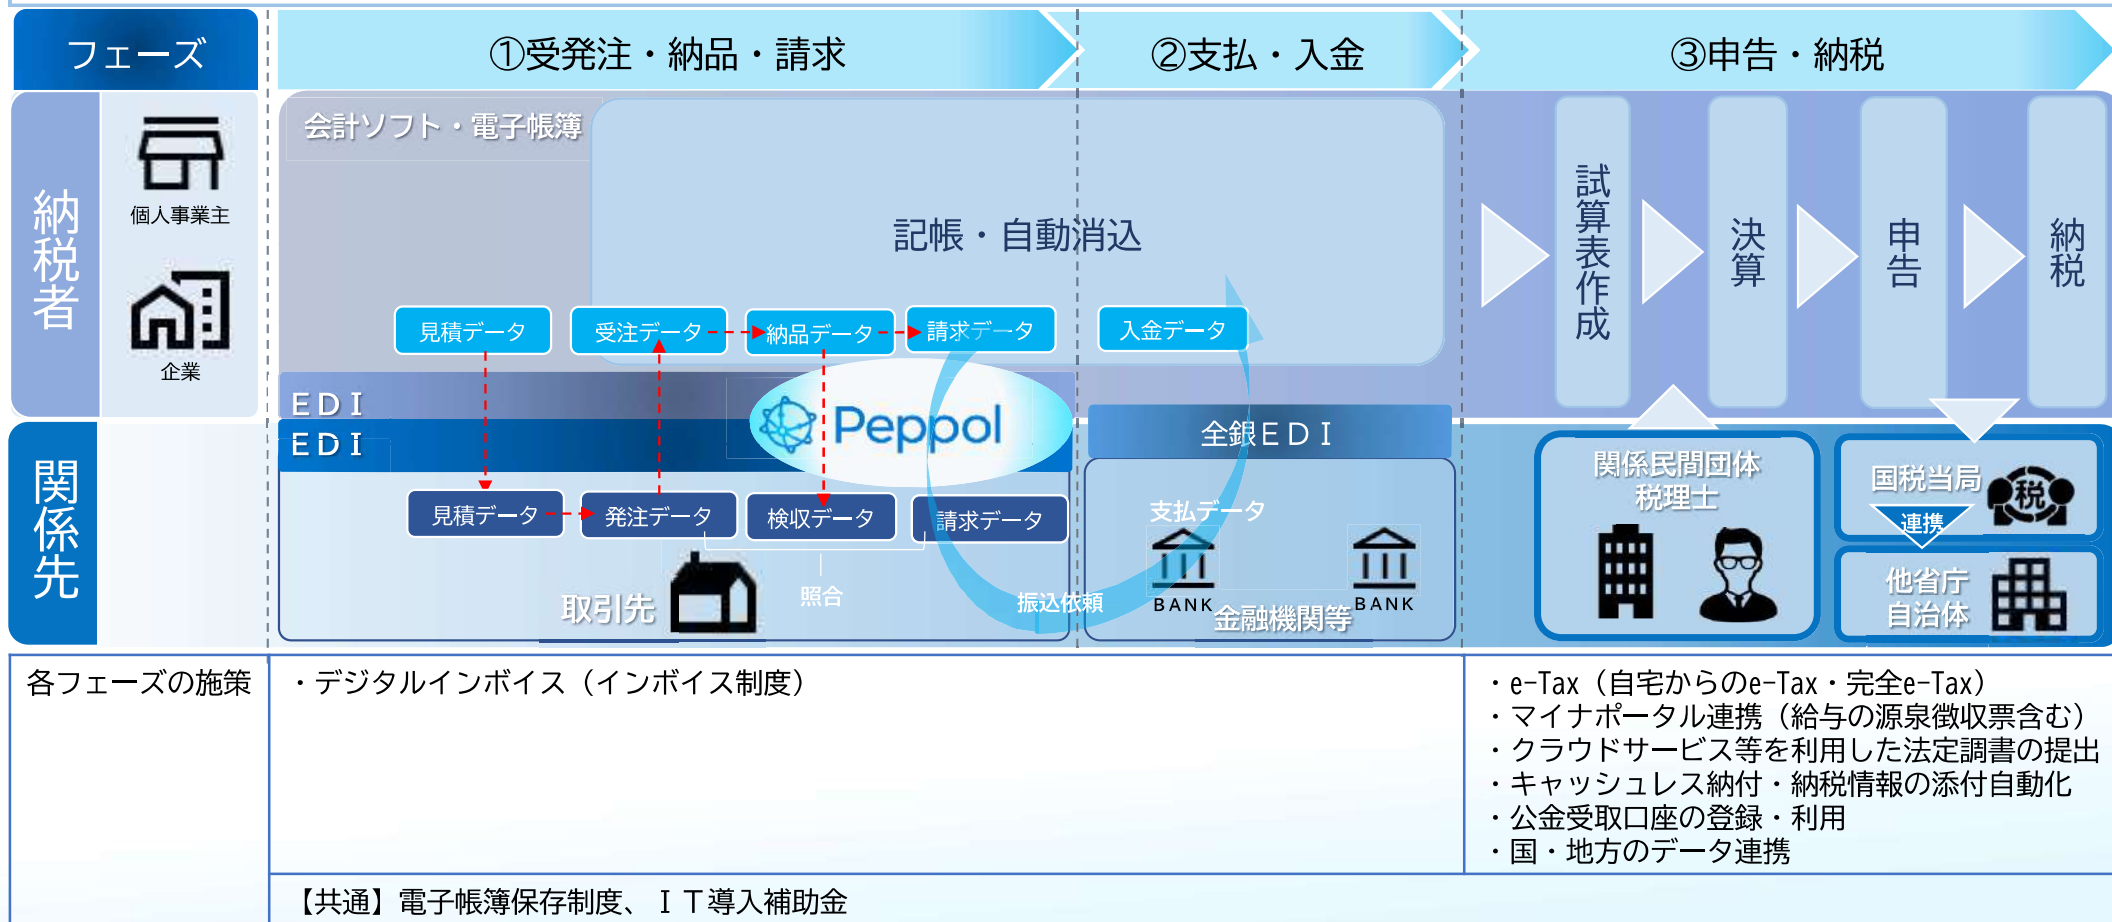 フェーズ
①受発注・納品・請求
②支払・入金
③申告・納税
納税者
個人事業主
企業
会計ソフト・電子帳簿
記帳・自動消込
見積データ
受注データ
納品データ
請求データ
入金データ
試算表作成
決算
申告
納税
ＥＤＩ
ＥＤＩ
Peppol
全銀ＥＤＩ
関係先
見積データ
発注データ
検収データ
請求データ
照合
取引先
振込依頼
支払データ
BANK
BANK
金融機関等
関係民間団体
税理士
国税当局
税
連携
他省庁
自治体
各フェーズの施策
・デジタルインボイス（インボイス制度）
・e-Tax（自宅からのe-Tax・完全e-Tax）
・マイナポータル連携（給与の源泉徴収票含む）
・クラウドサービス等を利用した法定調書の提出
・キャッシュレス納付・納税情報の添付自動化
・公金受取口座の登録・利用
・国・地方のデータ連携
【共通】電子帳簿保存制度、ＩＴ導入補助金